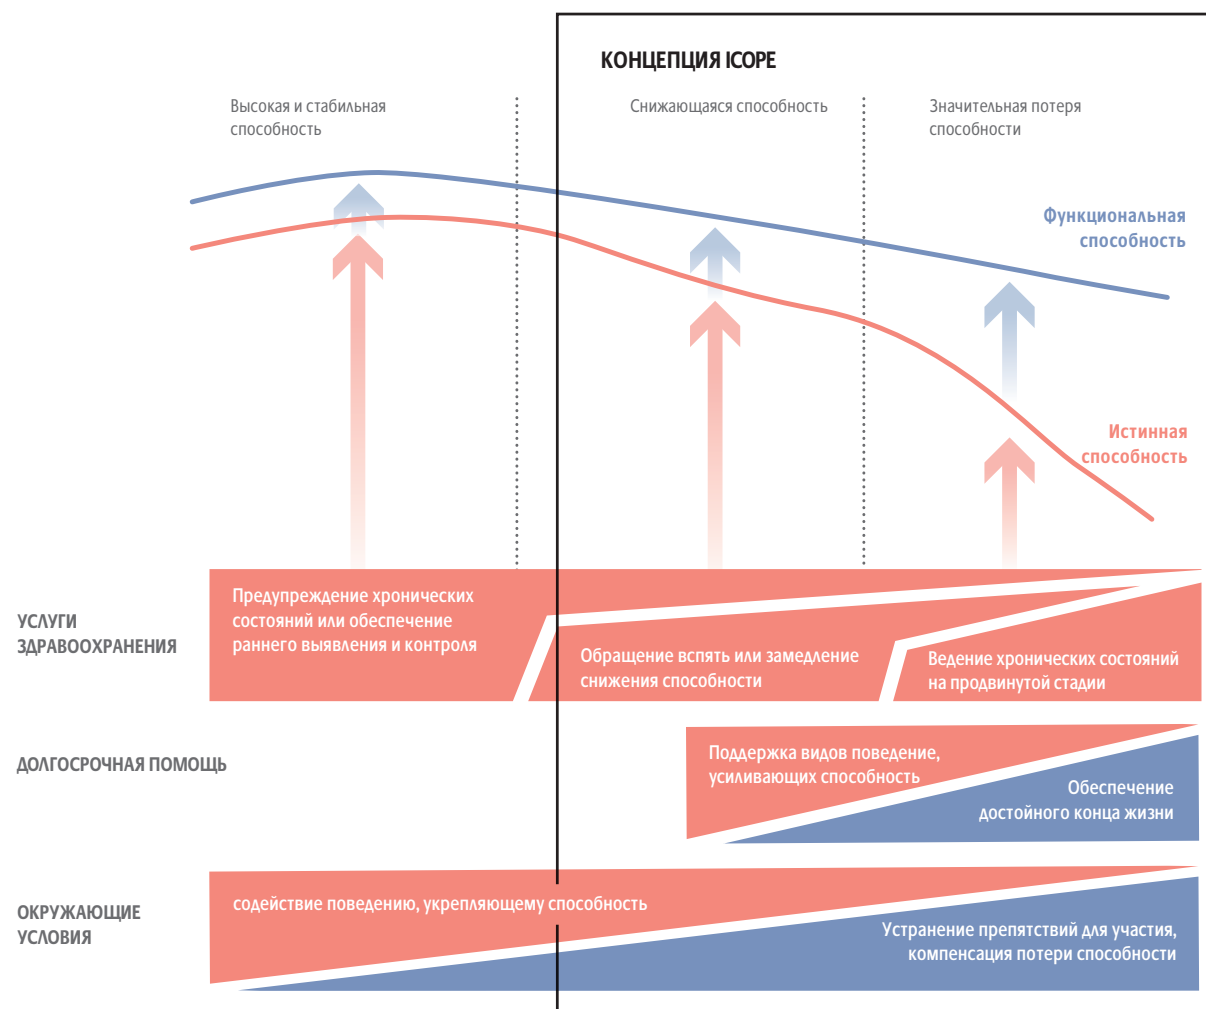 КОНЦЕПЦИЯ ICOPE
Высокая и стабильная
способность
Снижающаяся способность
Значительная потеря
способности
Функциональная
способность
Истинная
способность
УСЛУГИ
ЗДРАВООХРАНЕНИЯ
Предупреждение хронических
состояний или обеспечение
раннего выявления и контроля
Обращение вспять или замедление
снижения способности
Ведение хронических состояний
на продвинутой стадии
ДОЛГОСРОЧНАЯ ПОМОЩЬ
Поддержка видов поведение,
усиливающих способность
Обеспечение
достойного конца жизни
ОКРУЖАЮЩИЕ
УСЛОВИЯ
содействие поведению, укрепляющему способность
Устранение препятствий для участия,
компенсация потери способности